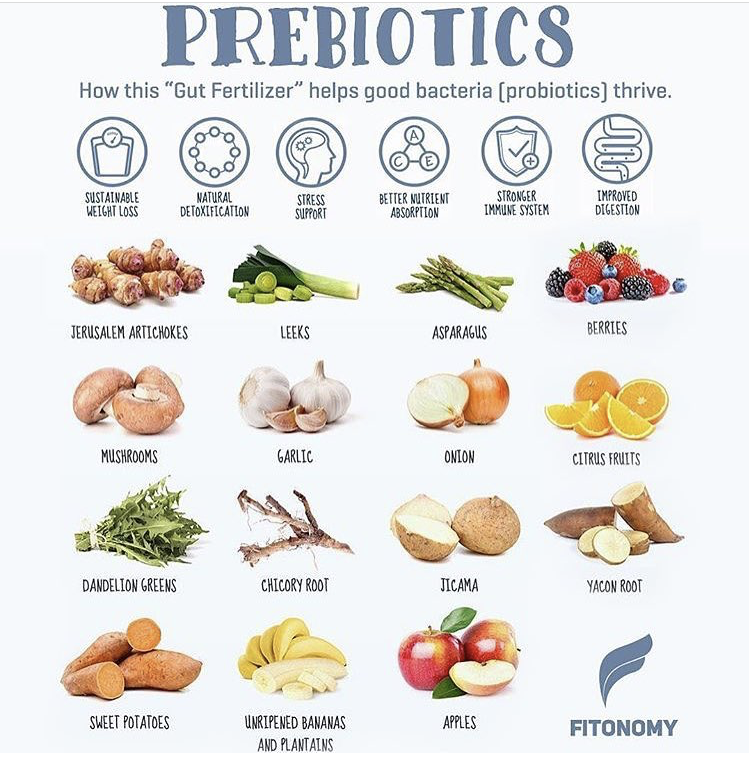 PREBIOTICS
How this "Gut Fertilizer" helps good bacteria (probiotics) thrive.
SUSTAINABLE
WEIGHT LOSS
NATURAL
DETOXIFICATION
STRESS
SUPPORT
A
C
E
BETTER NUTRIENT
ABSORPTION
STRONGER
IMMUNE SYSTEM
IMPROVED
DIGESTION
JERUSALEM ARTICHOKES
LEEKS
ASPARAGUS
BERRIES
MUSHROOMS
GARLIC
ONION
CITRUS FRUITS
DANDELION GREENS
CHICORY ROOT
JICAMA
YACON ROOT
SWEET POTATOES
UNRIPENED BANANAS
AND PLANTAINS
APPLES
FITONOMY